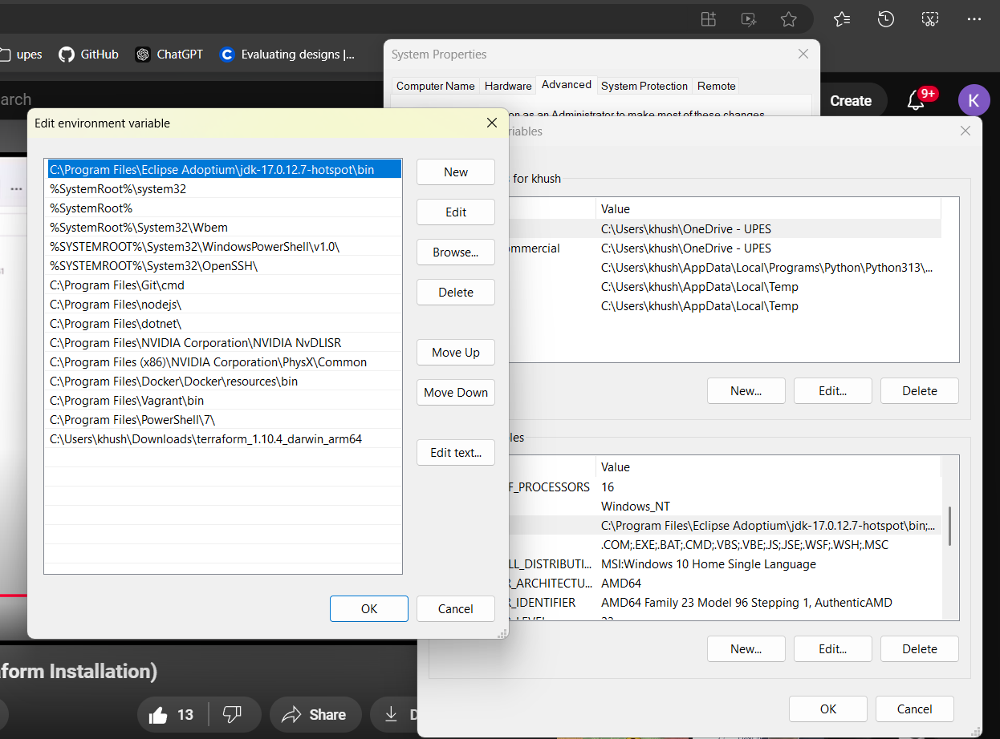 upes
GitHub
ChatGPT
Evaluating designs |...
System Properties
Computer Name
Hardware
Advanced
System Protection
Remote
on as an Administrator to make most of these changes.
arch
Create
9+
K
Edit environment variable
C:\Program Files\Eclipse Adoptium\jdk-17.0.12.7-hotspot\bin
%SystemRoot%\system32
%SystemRoot%
%SystemRoot%\System32\Wbem
%SYSTEMROOT%\System32\WindowsPowerShell\v1.0\
%SYSTEMROOT%\System32\OpenSSH\
C:\Program Files\Git\cmd
C:\Program Files\nodejs\
C:\Program Files\dotnet\
C:\Program Files\NVIDIA Corporation\NVIDIA NvDLISR
C:\Program Files (x86)\NVIDIA Corporation\PhysX\Common
C:\Program Files\Docker\Docker\resources\bin
C:\Program Files\Vagrant\bin
C:\Program Files\PowerShell\7\
C:\Users\khush\Downloads\terraform_1.10.4_darwin_arm64
New
Edit
Browse...
Delete
Move Up
Move Down
Edit text...
OK
Cancel
riables
s for khush
Value
C:\Users\khush\OneDrive - UPES
ommercial C:\Users\khush\OneDrive - UPES
C:\Users\khush\AppData\Local\Programs\Python\Python313\...
C:\Users\khush\AppData\Local\Temp
C:\Users\khush\AppData\Local\Temp
New...
Edit...
Delete
les
Value
F_PROCESSORS 16
Windows_NT
C:\Program Files\Eclipse Adoptium\jdk-17.0.12.7-hotspot\bin;...
.COM;.EXE;.BAT;.CMD;.VBS;.VBE;.JS;.JSE;.WSF;.WSH;.MSC
LL_DISTRIBUTI... MSI:Windows 10 Home Single Language
R_ARCHITECTU... AMD64
R_IDENTIFIER AMD64 Family 23 Model 96 Stepping 1, AuthenticAMD
New...
Edit...
Delete
OK
Cancel
form Installation)
13
Share
D